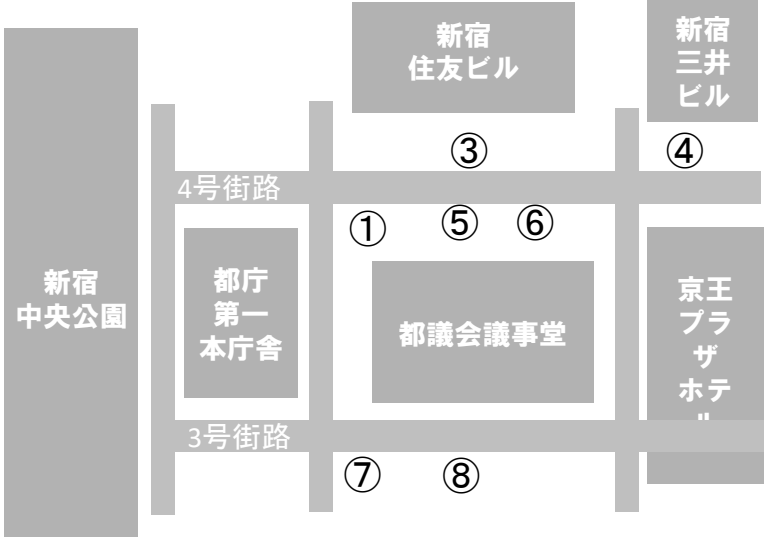 新宿
住友ビル
新宿
三井
ビル
③
④
4号街路
①
⑤
⑥
新宿
中央公園
都庁
第一
本庁舎
都議会議事堂
京王
プラ
ザ
ホテ
ル
3号街路
⑦
⑧